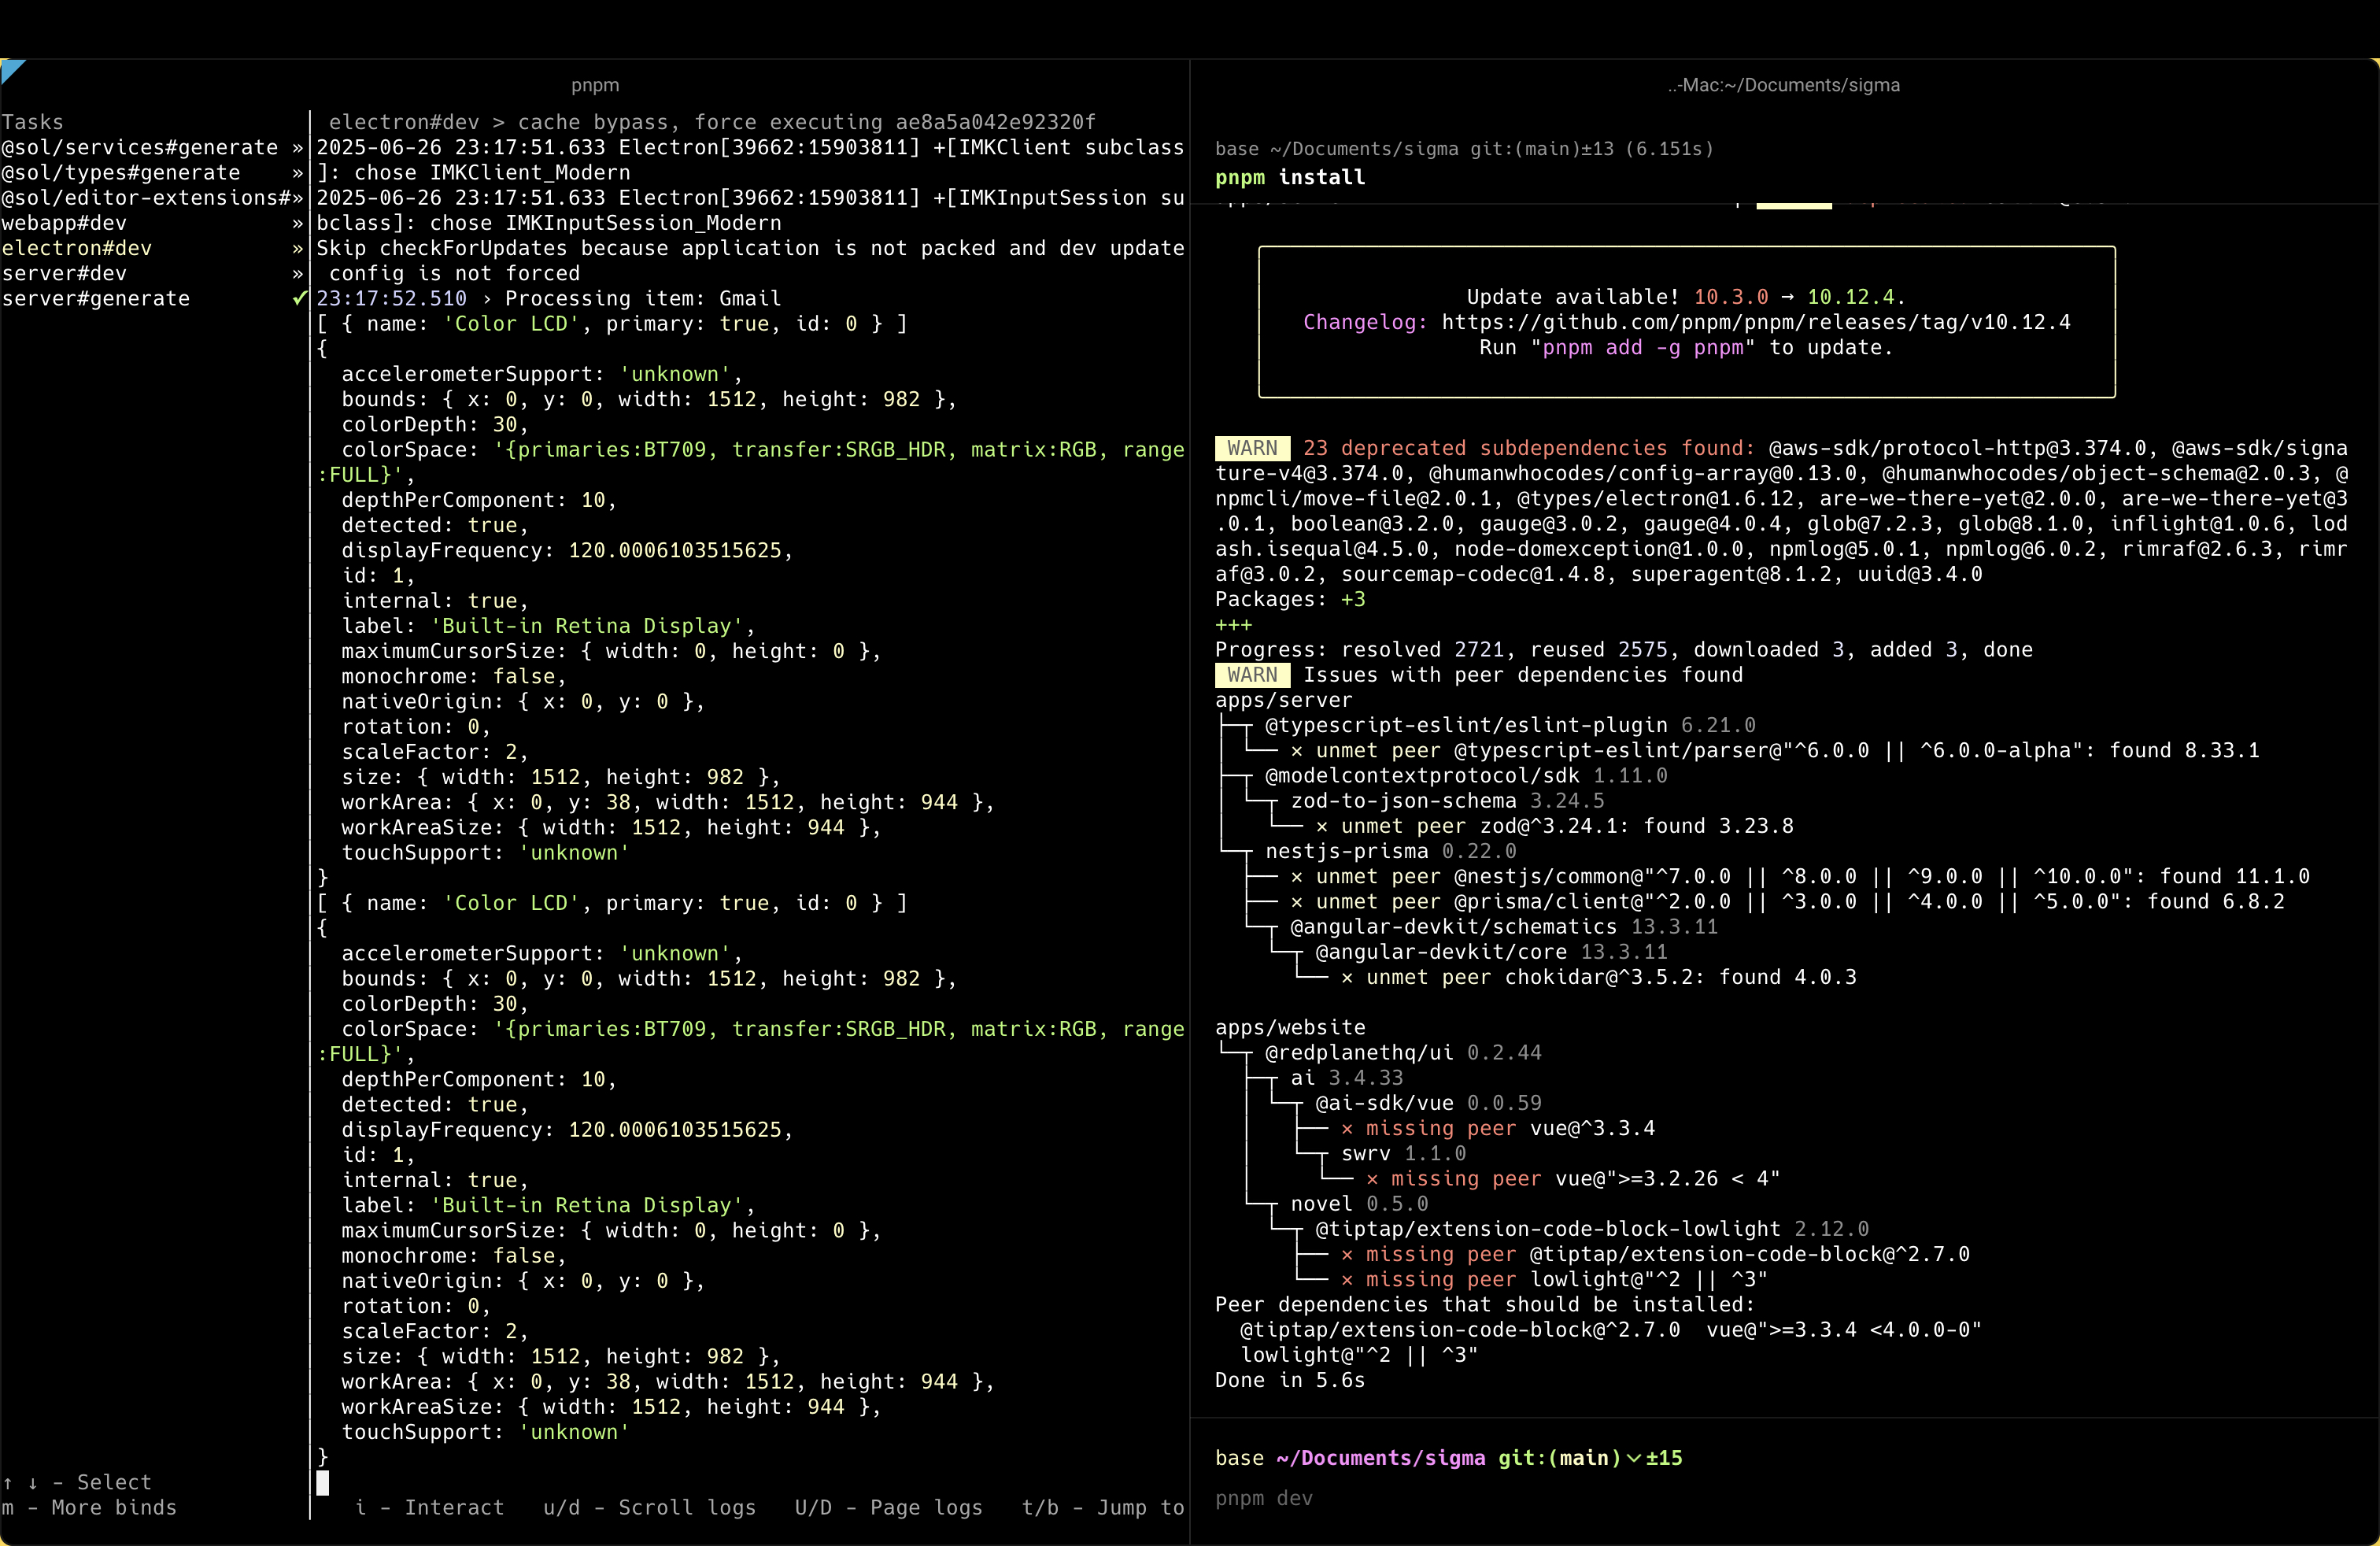 pnpm
Tasks
@sol/services#generate »
@sol/types#generate »
@sol/editor-extensions#»
webapp#dev »
electron#dev »
server#dev »
server#generate ✓
↑ ↓ - Select
m - More binds
electron#dev > cache bypass, force executing ae8a5a042e92320f
2025-06-26 23:17:51.633 Electron[39662:15903811] +[IMKClient subclass
]: chose IMKClient_Modern
2025-06-26 23:17:51.633 Electron[39662:15903811] +[IMKInputSession su
bclass]: chose IMKInputSession_Modern
Skip checkForUpdates because application is not packed and dev update
config is not forced
23:17:52.510 › Processing item: Gmail
[ { name: 'Color LCD', primary: true, id: 0 } ]
{
accelerometerSupport: 'unknown',
bounds: { x: 0, y: 0, width: 1512, height: 982 },
colorDepth: 30,
colorSpace: '{primaries:BT709, transfer:SRGB_HDR, matrix:RGB, range
:FULL}',
depthPerComponent: 10,
detected: true,
displayFrequency: 120.0006103515625,
id: 1,
internal: true,
label: 'Built-in Retina Display',
maximumCursorSize: { width: 0, height: 0 },
monochrome: false,
nativeOrigin: { x: 0, y: 0 },
rotation: 0,
scaleFactor: 2,
size: { width: 1512, height: 982 },
workArea: { x: 0, y: 38, width: 1512, height: 944 },
workAreaSize: { width: 1512, height: 944 },
touchSupport: 'unknown'
}
[ { name: 'Color LCD', primary: true, id: 0 } ]
{
accelerometerSupport: 'unknown',
bounds: { x: 0, y: 0, width: 1512, height: 982 },
colorDepth: 30,
colorSpace: '{primaries:BT709, transfer:SRGB_HDR, matrix:RGB, range
:FULL}',
depthPerComponent: 10,
detected: true,
displayFrequency: 120.0006103515625,
id: 1,
internal: true,
label: 'Built-in Retina Display',
maximumCursorSize: { width: 0, height: 0 },
monochrome: false,
nativeOrigin: { x: 0, y: 0 },
rotation: 0,
scaleFactor: 2,
size: { width: 1512, height: 982 },
workArea: { x: 0, y: 38, width: 1512, height: 944 },
workAreaSize: { width: 1512, height: 944 },
touchSupport: 'unknown'
}
i - Interact u/d - Scroll logs U/D - Page logs t/b - Jump to
..-Mac:~/Documents/sigma
base ~/Documents/sigma git:(main)±13 (6.151s)
pnpm install
Update available! 10.3.0 → 10.12.4.
Changelog: https://github.com/pnpm/pnpm/releases/tag/v10.12.4
Run "pnpm add -g pnpm" to update.
WARN 23 deprecated subdependencies found: @aws-sdk/protocol-http@3.374.0, @aws-sdk/signa
ture-v4@3.374.0, @humanwhocodes/config-array@0.13.0, @humanwhocodes/object-schema@2.0.3, @
npmcli/move-file@2.0.1, @types/electron@1.6.12, are-we-there-yet@2.0.0, are-we-there-yet@3
.0.1, boolean@3.2.0, gauge@3.0.2, gauge@4.0.4, glob@7.2.3, glob@8.1.0, inflight@1.0.6, lod
ash.isequal@4.5.0, node-domexception@1.0.0, npmlog@5.0.1, npmlog@6.0.2, rimraf@2.6.3, rimr
af@3.0.2, sourcemap-codec@1.4.8, superagent@8.1.2, uuid@3.4.0
Packages: +3
+++
Progress: resolved 2721, reused 2575, downloaded 3, added 3, done
WARN Issues with peer dependencies found
apps/server
├─┬ @typescript-eslint/eslint-plugin 6.21.0
│ └── × unmet peer @typescript-eslint/parser@"^6.0.0 || ^6.0.0-alpha": found 8.33.1
├─┬ @modelcontextprotocol/sdk 1.11.0
│ └─┬ zod-to-json-schema 3.24.5
│   └── × unmet peer zod@^3.24.1: found 3.23.8
└─┬ nestjs-prisma 0.22.0
  ├── × unmet peer @nestjs/common@"^7.0.0 || ^8.0.0 || ^9.0.0 || ^10.0.0": found 11.1.0
  ├── × unmet peer @prisma/client@"^2.0.0 || ^3.0.0 || ^4.0.0 || ^5.0.0": found 6.8.2
  └─┬ @angular-devkit/schematics 13.3.11
    └─┬ @angular-devkit/core 13.3.11
      └── × unmet peer chokidar@^3.5.2: found 4.0.3
apps/website
└─┬ @redplanethq/ui 0.2.44
  ├─┬ ai 3.4.33
  │ └─┬ @ai-sdk/vue 0.0.59
  │   ├── × missing peer vue@^3.3.4
  │   └─┬ swrv 1.1.0
  │     └── × missing peer vue@">=3.2.26 < 4"
  └─┬ novel 0.5.0
    └─┬ @tiptap/extension-code-block-lowlight 2.12.0
      ├── × missing peer @tiptap/extension-code-block@^2.7.0
      └── × missing peer lowlight@"^2 || ^3"
Peer dependencies that should be installed:
@tiptap/extension-code-block@^2.7.0 vue@">=3.3.4 <4.0.0-0"
lowlight@"^2 || ^3"
Done in 5.6s
base ~/Documents/sigma git:(main) ±15
pnpm dev